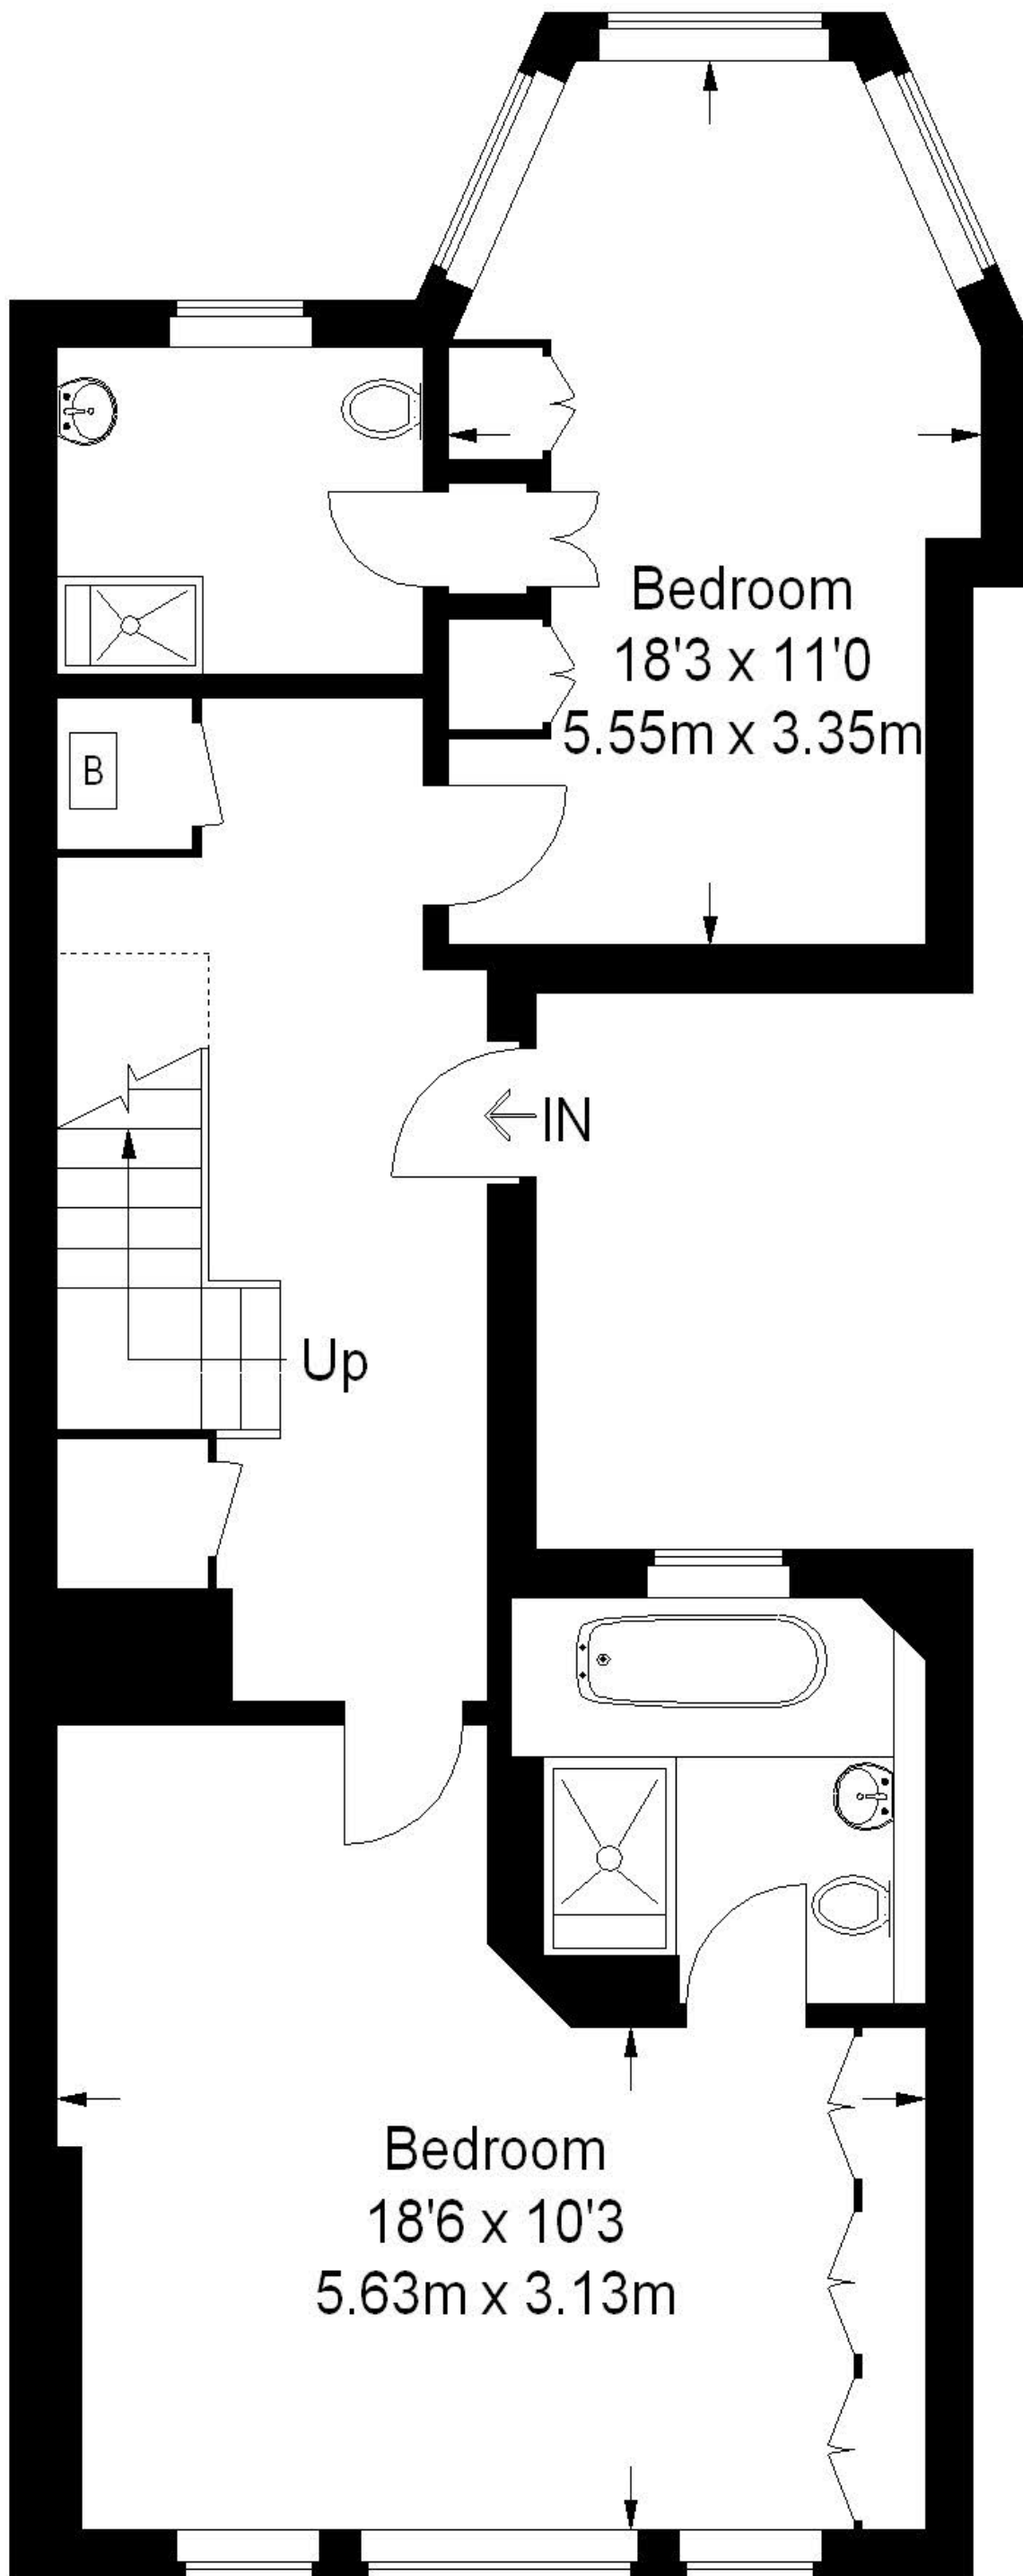 Bedroom
18'3 x 11'0
5.55m x 3.35m
B
IN
Up
Bedroom
18'6 x 10'3
5.63m x 3.13m